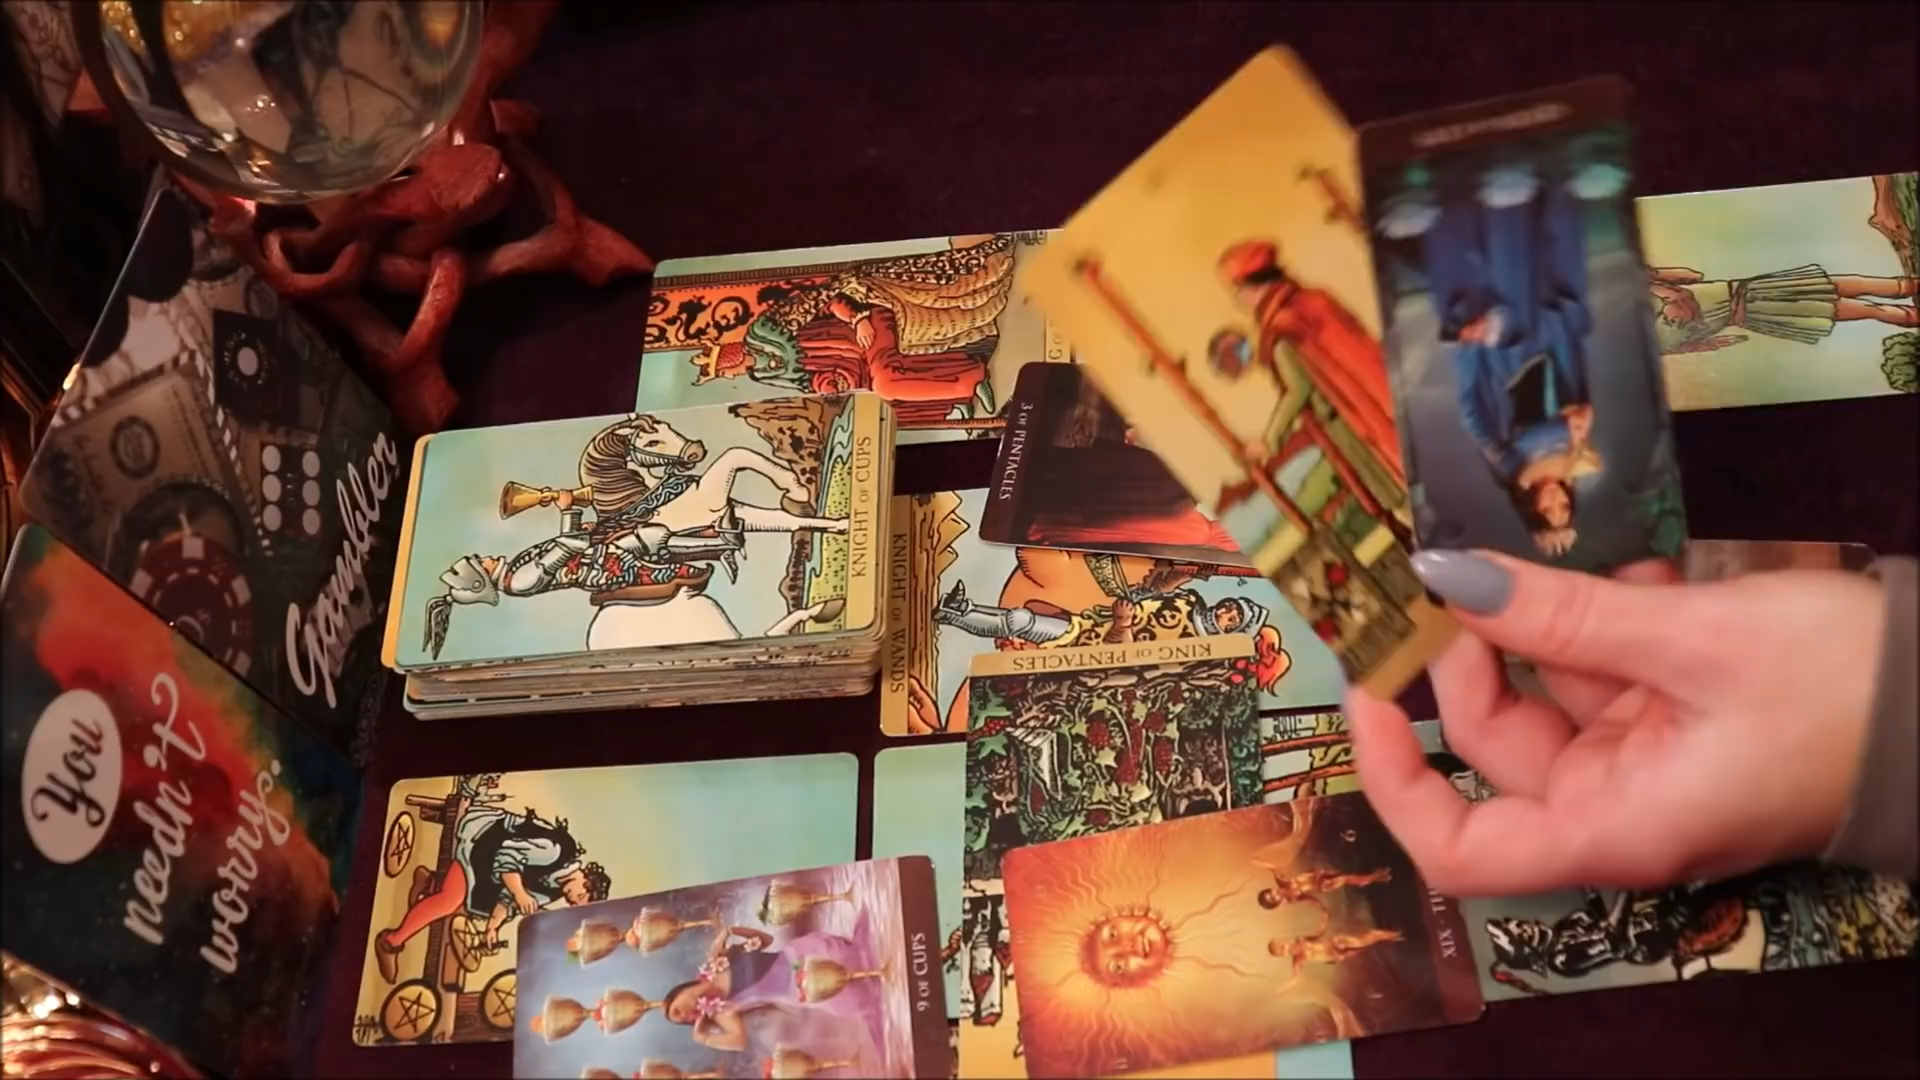 Gambler
You
needn't
worry.
KNIGHT OF CUPS
KNIGHT OF WANDS
3 OF PENTACLES
KING OF PENTACLES
9 OF CUPS
XIX